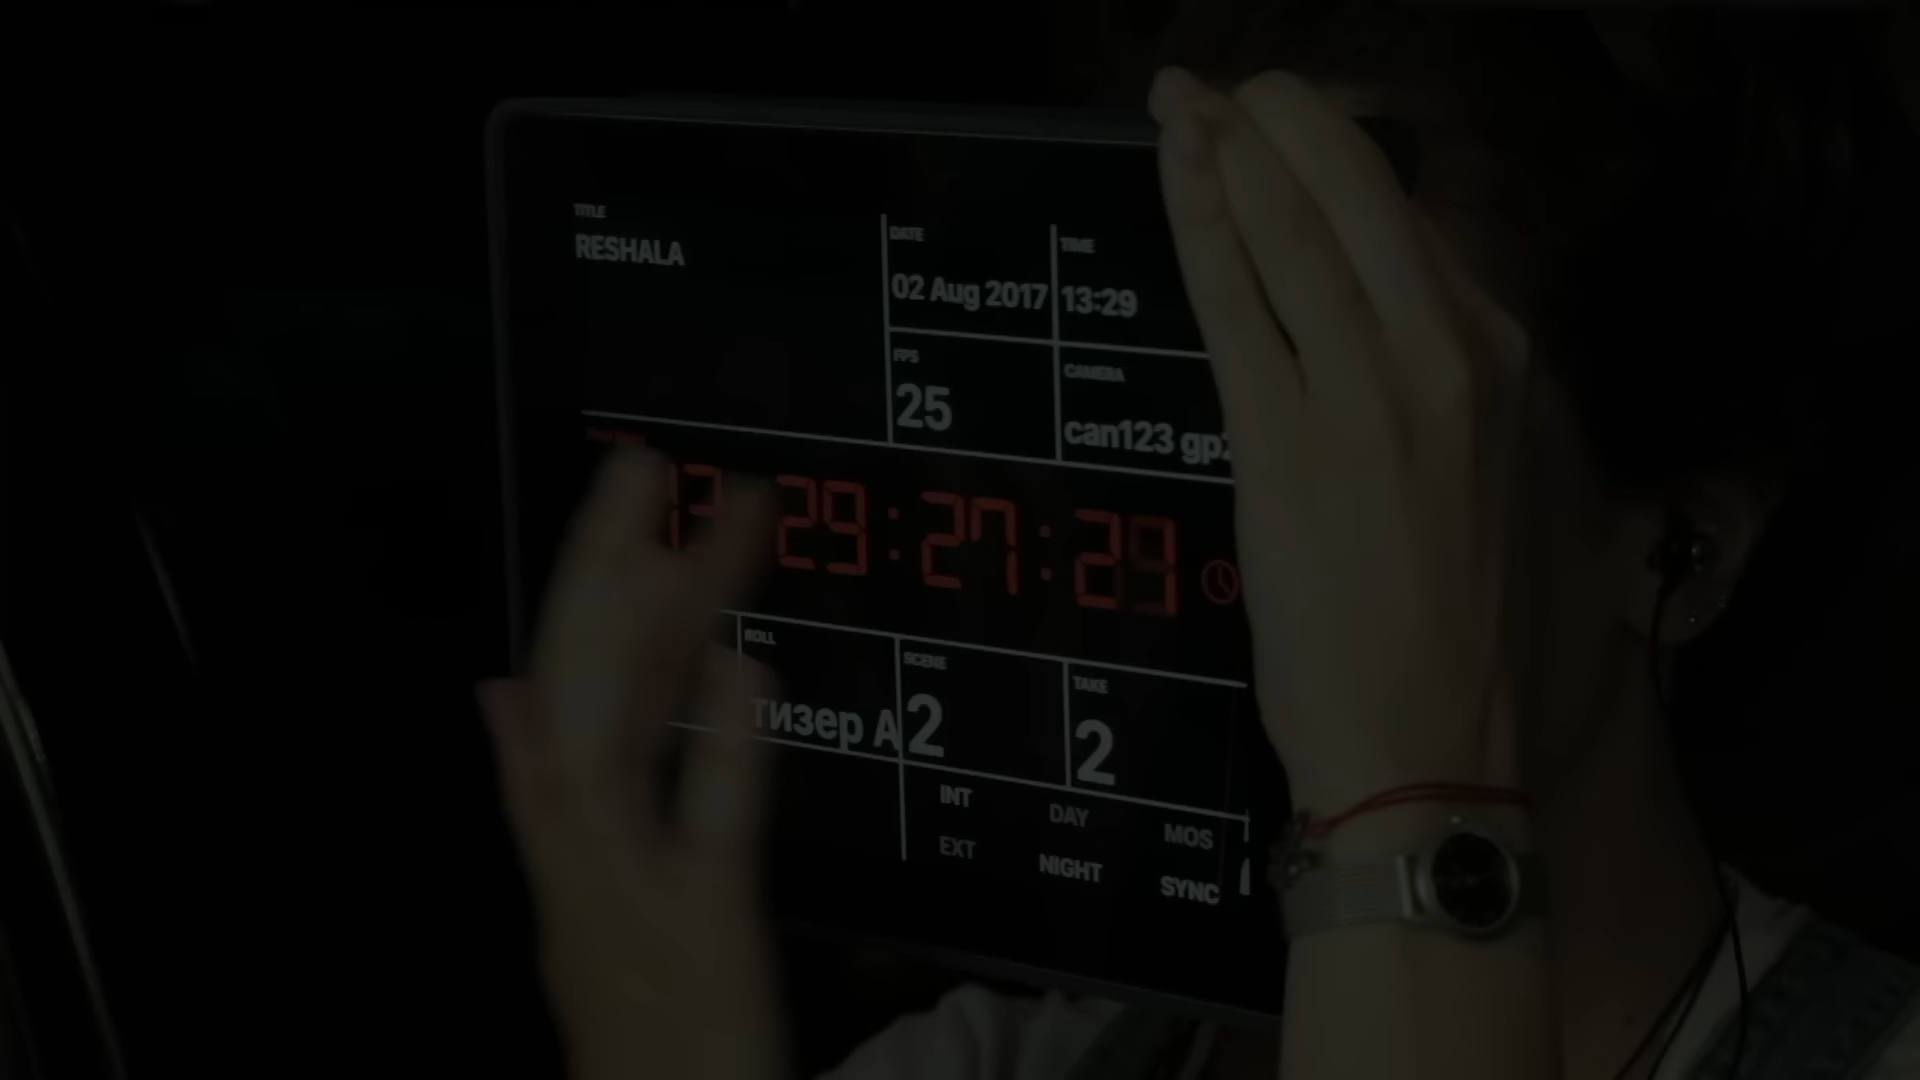 TITLE
RESHALA
DATE
02 Aug 2017
TIME
13:29
FPS
25
CAMERA
can123 gp
29:27:29
ROLL
тизер А
SCENE
2
TAKE
2
INT
DAY
MOS
EXT
NIGHT
SYNC